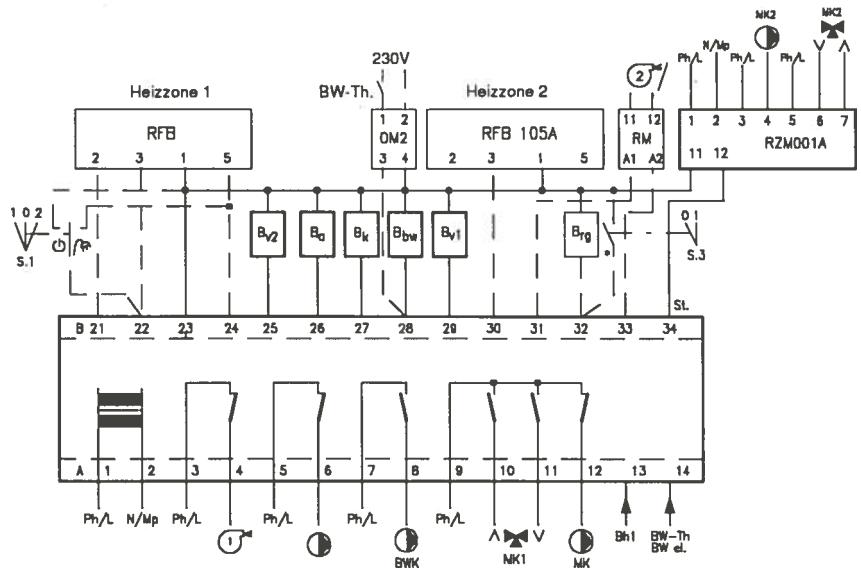 MK2 MK2
N/Mp
230V Ph/L Ph/L Ph/L
2
Heizzone 1 BW-Th. Heizzone 2
RFB 1 2 RFB 105A 11 12 1 2 3 4 5 6 7
OM2 RM RZM001A
2 3 1 5 3 4 2 3 1 5 A1 A2 11 12
1 0 2 Bv2 Ba Bk Bbw Bv1 Brg 0 1
S.1 * S.3
St.
B 21 22 23 24 25 26 27 28 29 30 31 32 33 34
A 1 2 3 4 5 6 7 8 9 10 11 12 13 14
Ph/L N/Mp Ph/L 1 Ph/L Ph/L BWK Ph/L MK1 MK Bh1 BW-Th
BW el.